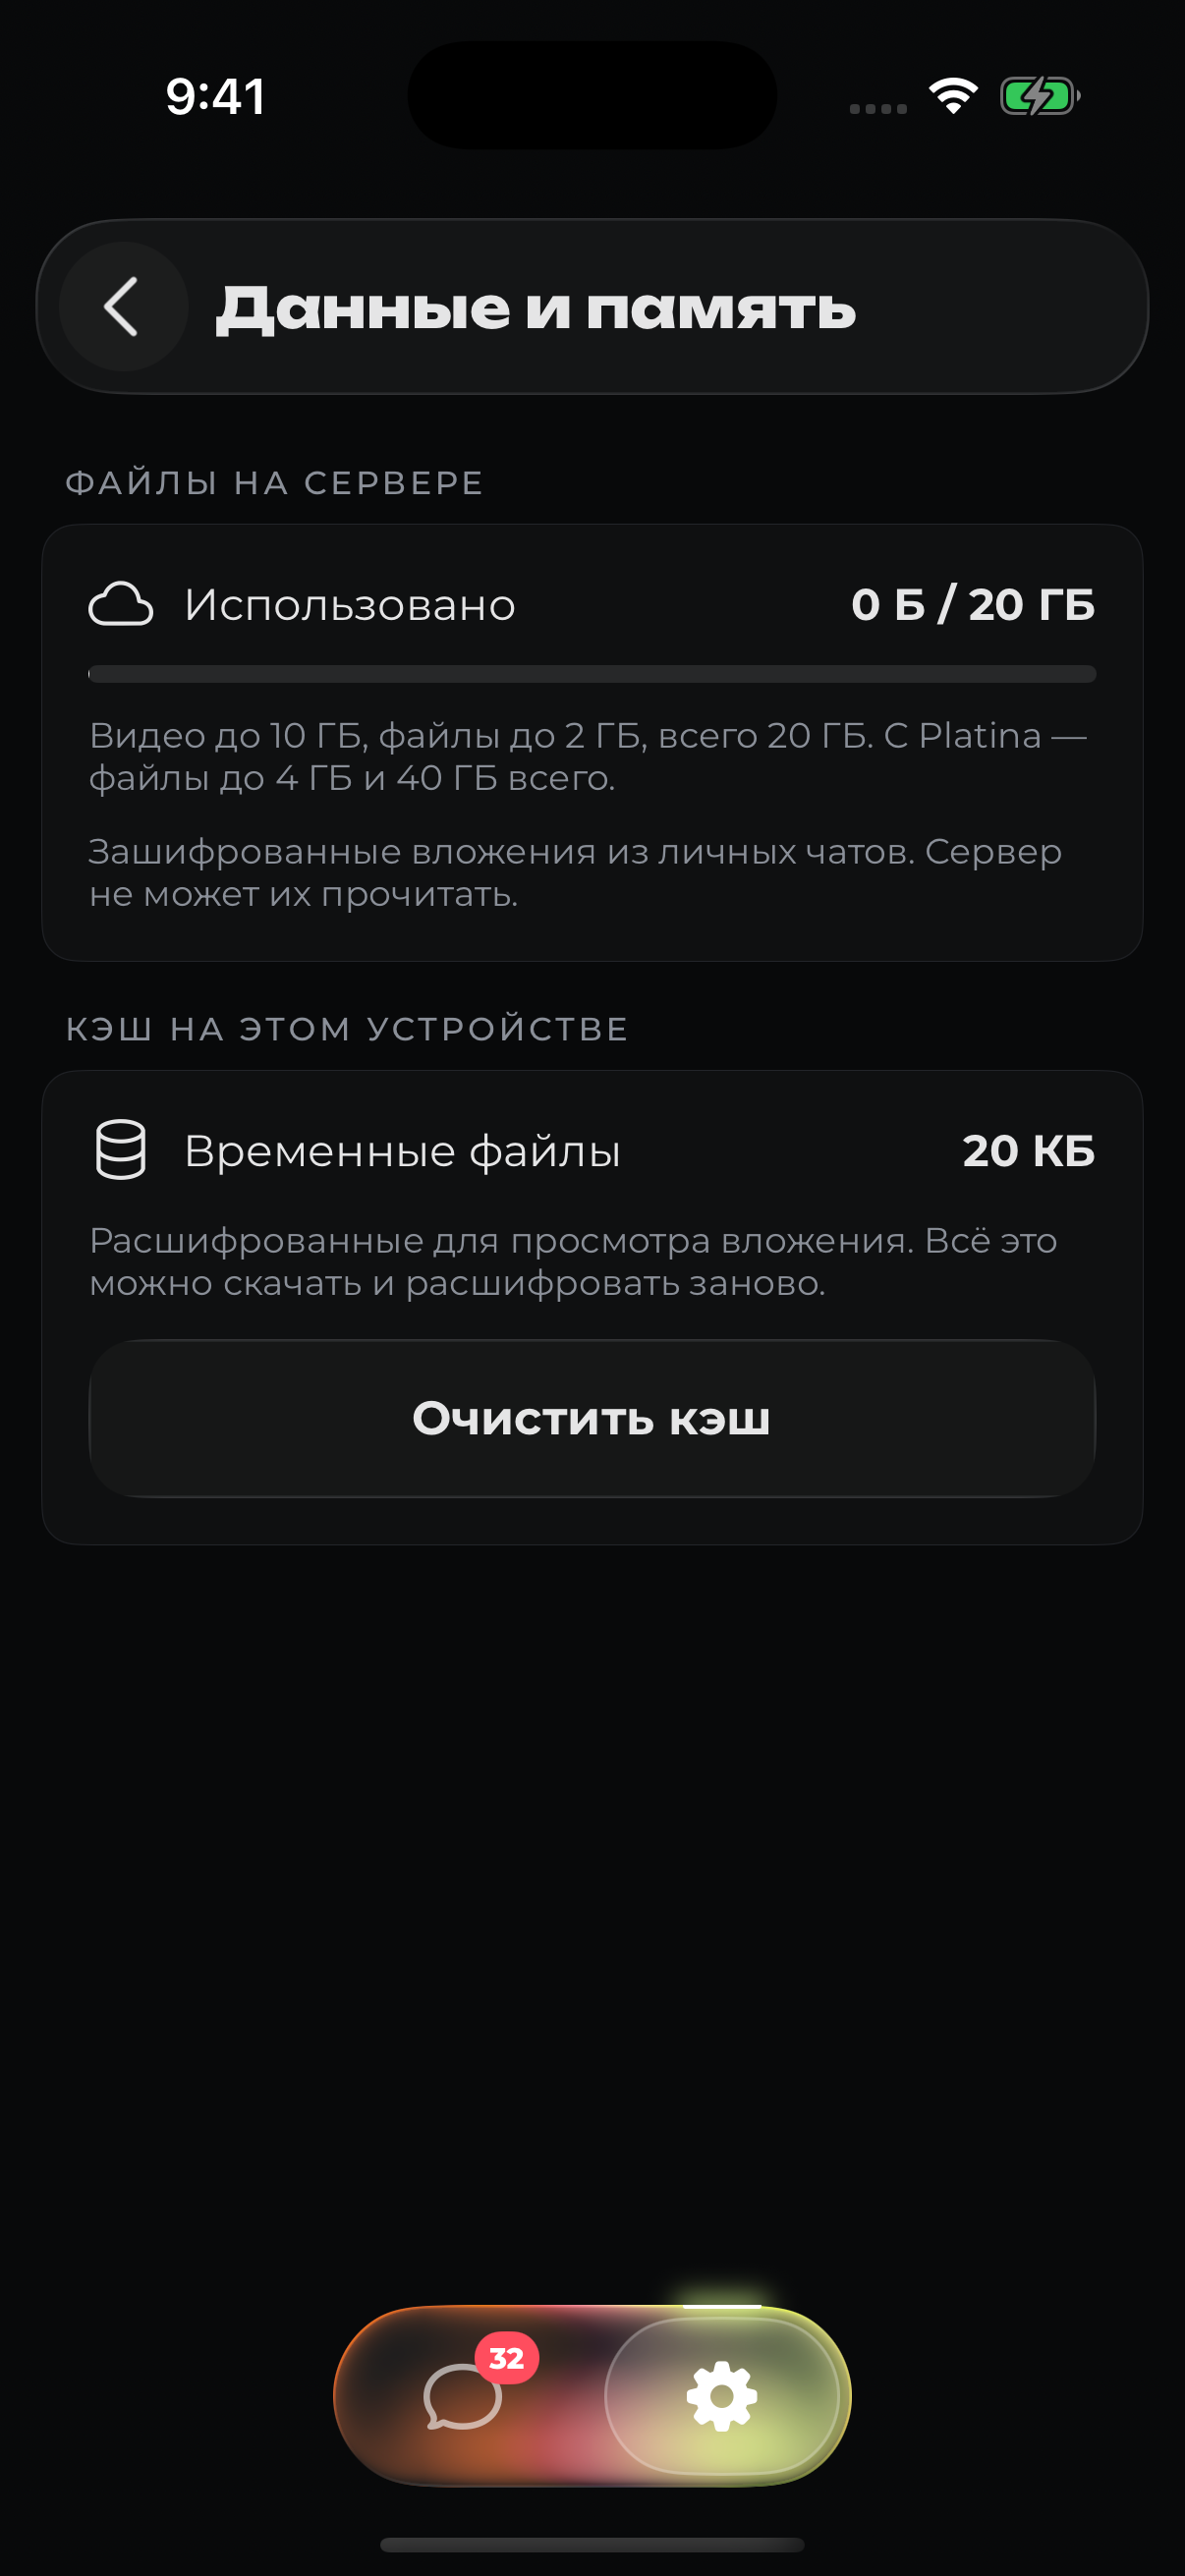 9:41
Данные и память
ФАЙЛЫ НА СЕРВЕРЕ
Использовано 0 Б / 20 ГБ
Видео до 10 ГБ, файлы до 2 ГБ, всего 20 ГБ. С Platina —
файлы до 4 ГБ и 40 ГБ всего.
Зашифрованные вложения из личных чатов. Сервер
не может их прочитать.
КЭШ НА ЭТОМ УСТРОЙСТВЕ
Временные файлы 20 КБ
Расшифрованные для просмотра вложения. Всё это
можно скачать и расшифровать заново.
Очистить кэш
32